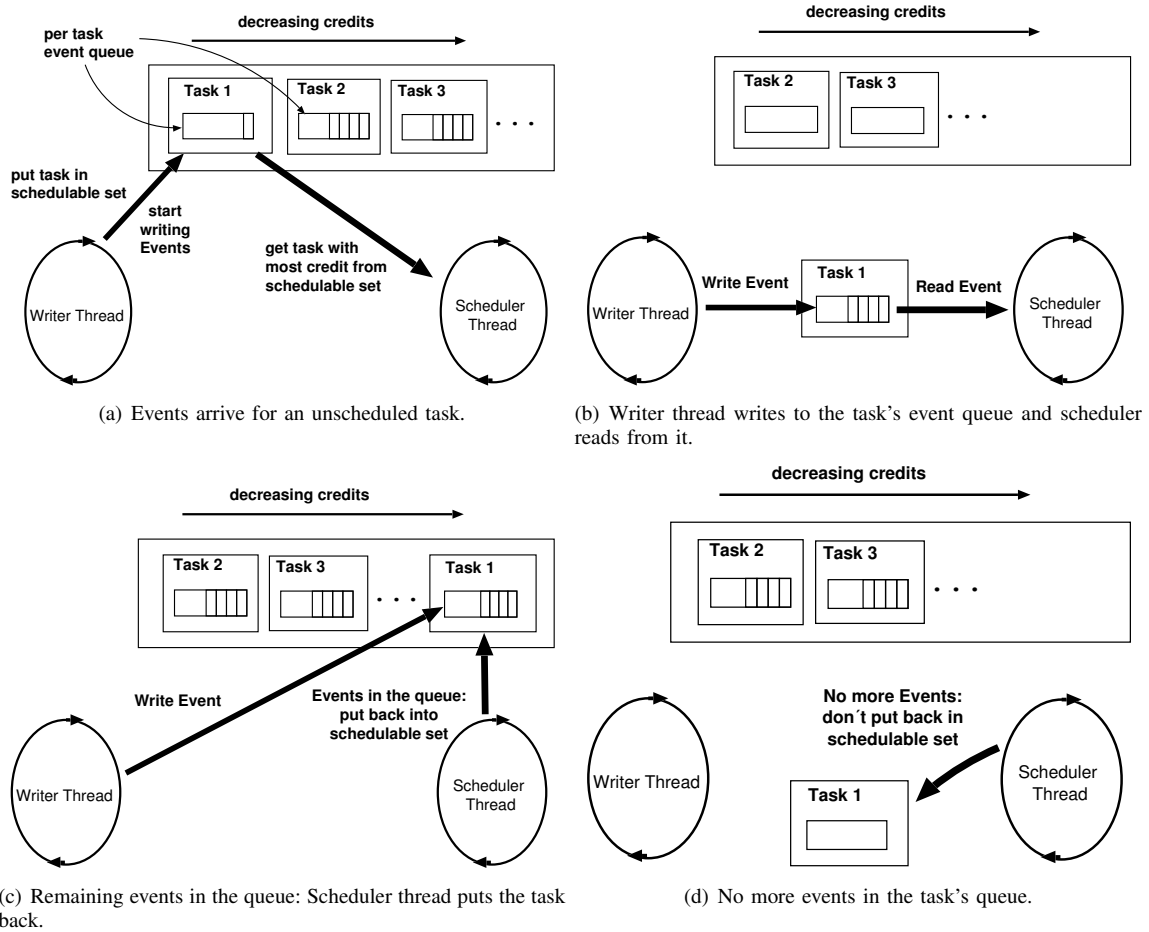 decreasing credits
per task
event queue
Task 1
Task 2
Task 3
. . .
put task in
schedulable set
start
writing
Events
get task with
most credit from
schedulable set
Writer Thread
Scheduler
Thread
(a) Events arrive for an unscheduled task.
decreasing credits
Task 2
Task 3
. . .
Write Event
Task 1
Read Event
Writer Thread
Scheduler
Thread
(b) Writer thread writes to the task's event queue and scheduler
reads from it.
decreasing credits
Task 2
Task 3
. . .
Task 1
Write Event
Events in the queue:
put back into
schedulable set
Writer Thread
Scheduler
Thread
(c) Remaining events in the queue: Scheduler thread puts the task
back.
decreasing credits
Task 2
Task 3
. . .
No more Events:
don´t put back in
schedulable set
Writer Thread
Task 1
Scheduler
Thread
(d) No more events in the task's queue.